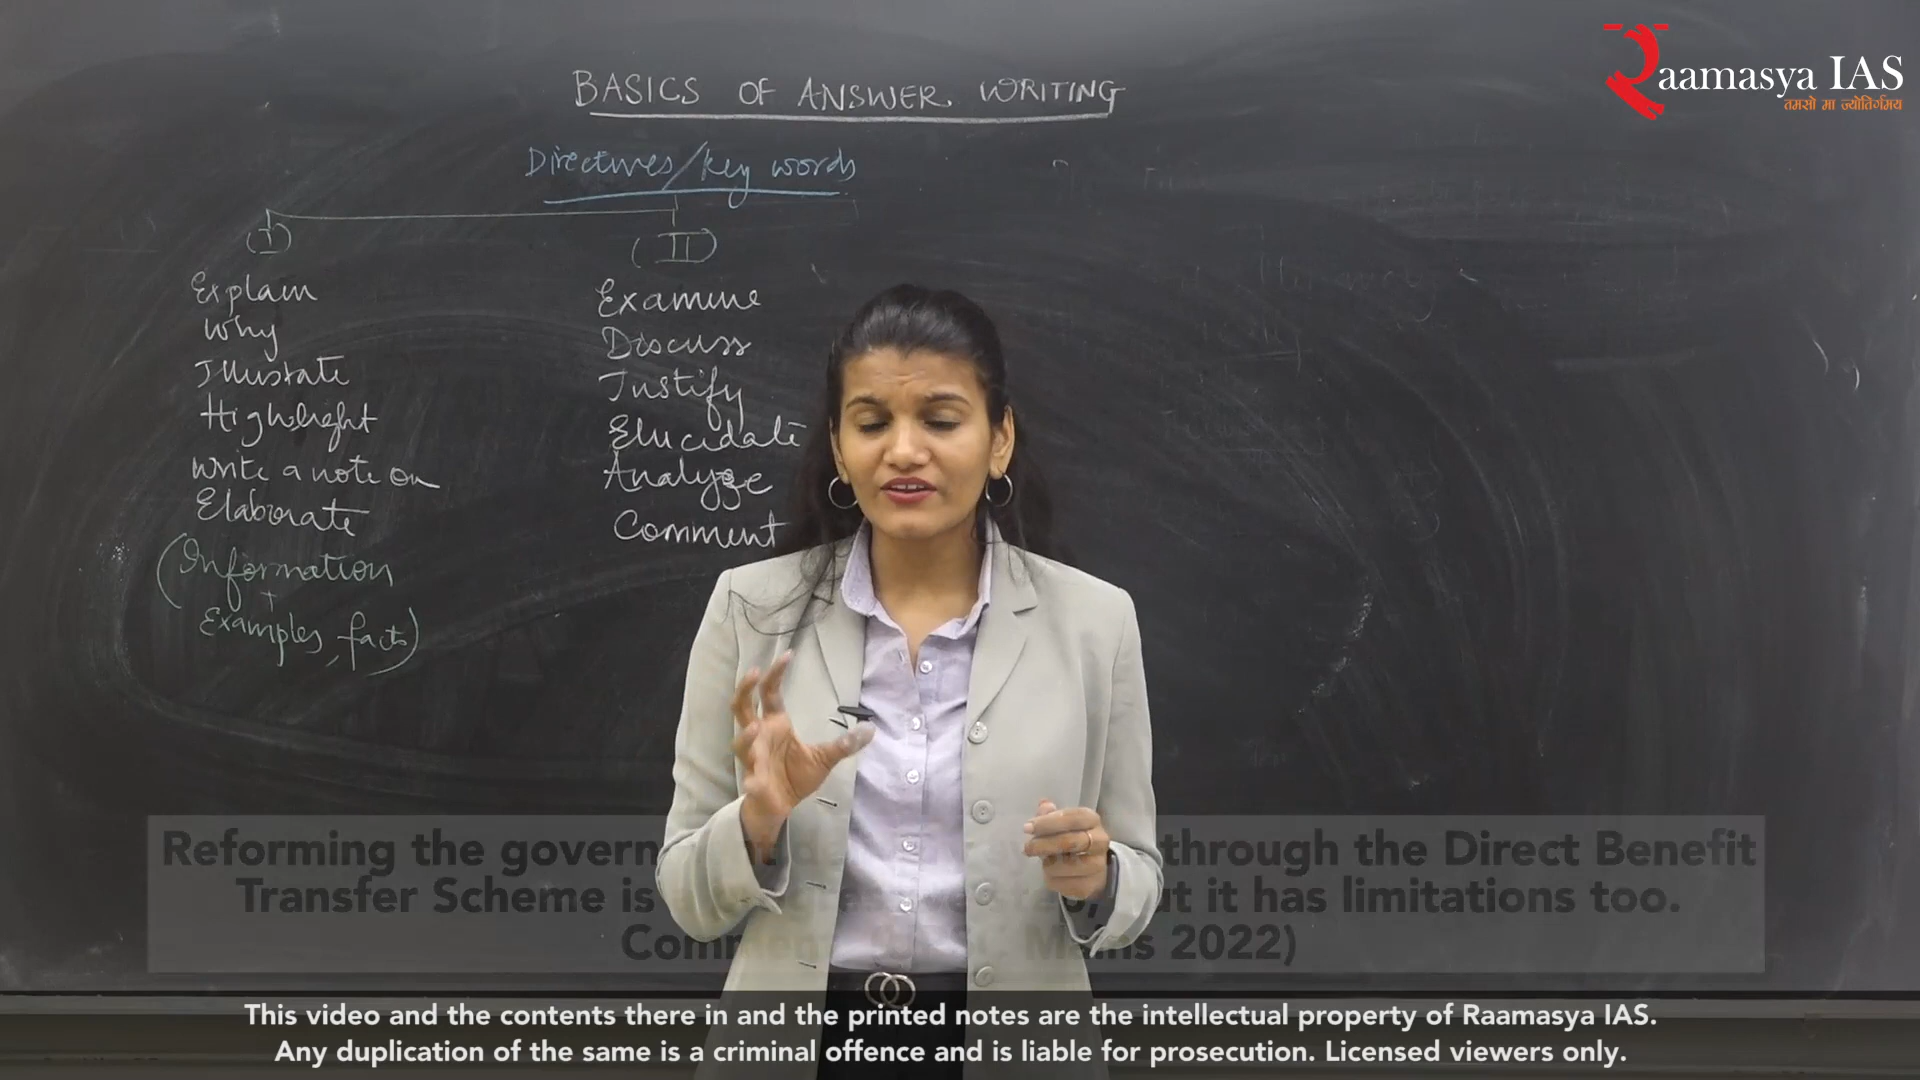 Raamasya IAS
तमसो मा ज्योतिर्गमय
BASICS OF ANSWER WRITING
Directives/key words
(I)
(II)
Explain
Why
Illustrate
Highlight
Write a note on
Elaborate
(Information
+
Examples, facts)
Examine
Discuss
Justify
Elucidate
Analyze
Comment
Reforming the government through the Direct Benefit
Transfer Scheme is but it has limitations too.
Comment Mains 2022)
This video and the contents there in and the printed notes are the intellectual property of Raamasya IAS.
Any duplication of the same is a criminal offence and is liable for prosecution. Licensed viewers only.